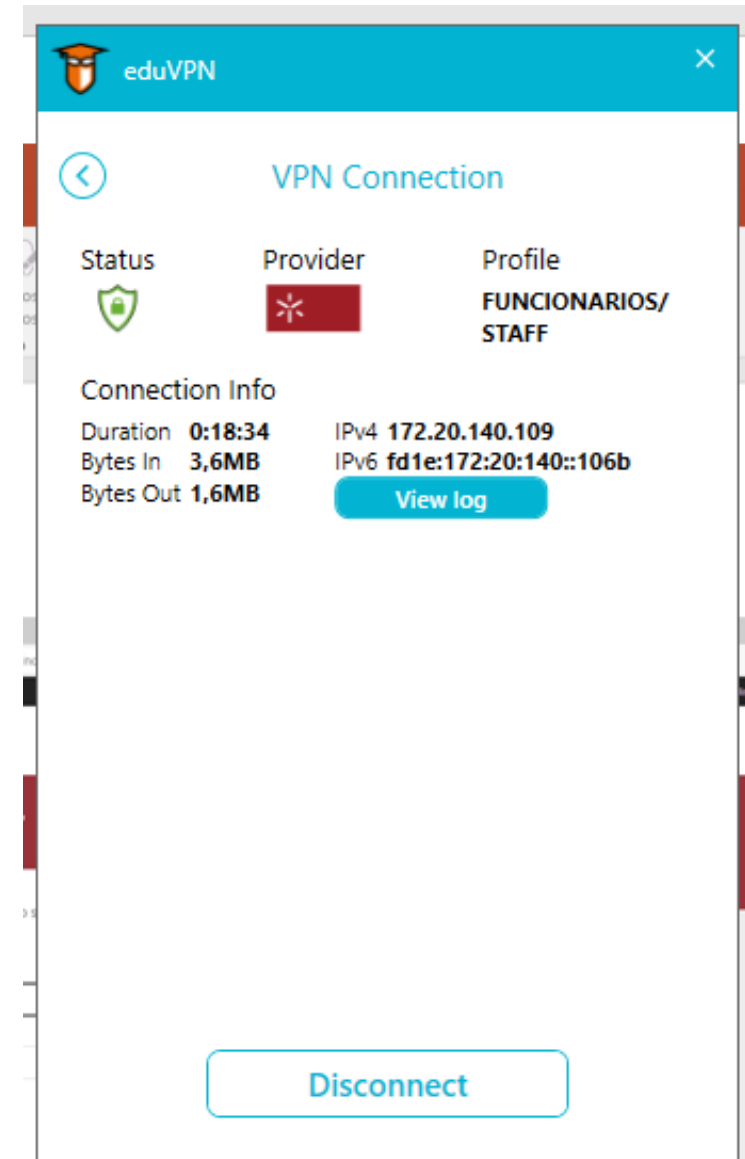 eduVPN
VPN Connection
Status Provider Profile
FUNCIONARIOS/
STAFF
Connection Info
Duration 0:18:34 IPv4 172.20.140.109
Bytes In 3,6MB IPv6 fd1e:172:20:140::106b
Bytes Out 1,6MB View log
Disconnect